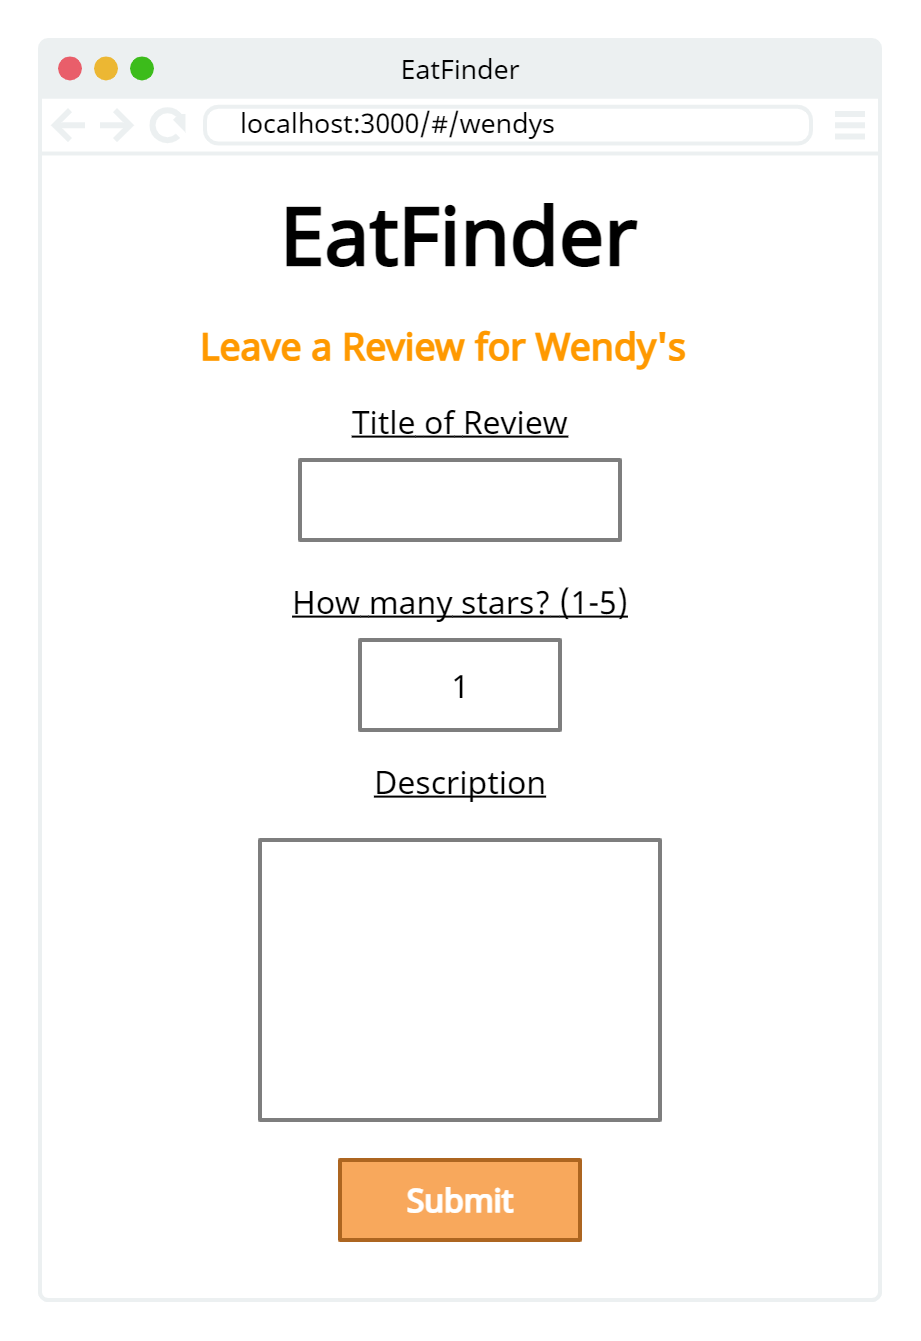 EatFinder
localhost:3000/#/wendys
EatFinder
Leave a Review for Wendy's
Title of Review
How many stars? (1-5)
1
Description
Submit